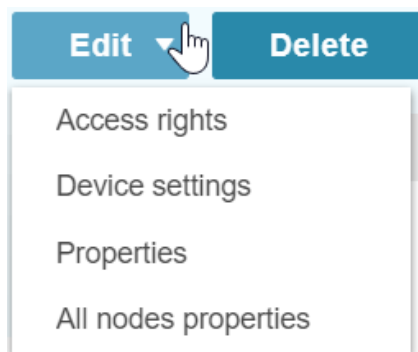 Edit Delete
Access rights
Device settings
Properties
All nodes properties